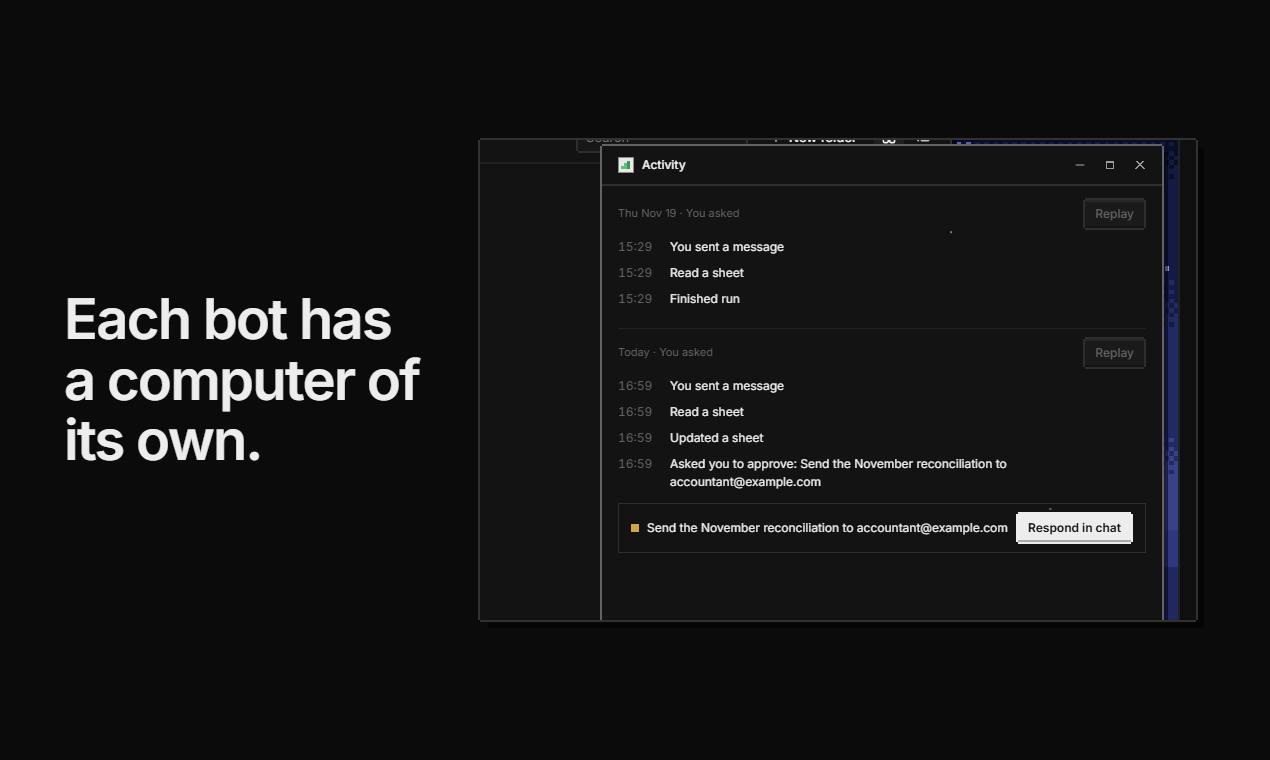 Each bot has
a computer of
its own.
Search
New folder
Activity
Thu Nov 19 · You asked
Replay
15:29 You sent a message
15:29 Read a sheet
15:29 Finished run
Today · You asked
Replay
16:59 You sent a message
16:59 Read a sheet
16:59 Updated a sheet
16:59 Asked you to approve: Send the November reconciliation to
accountant@example.com
Send the November reconciliation to accountant@example.com
Respond in chat